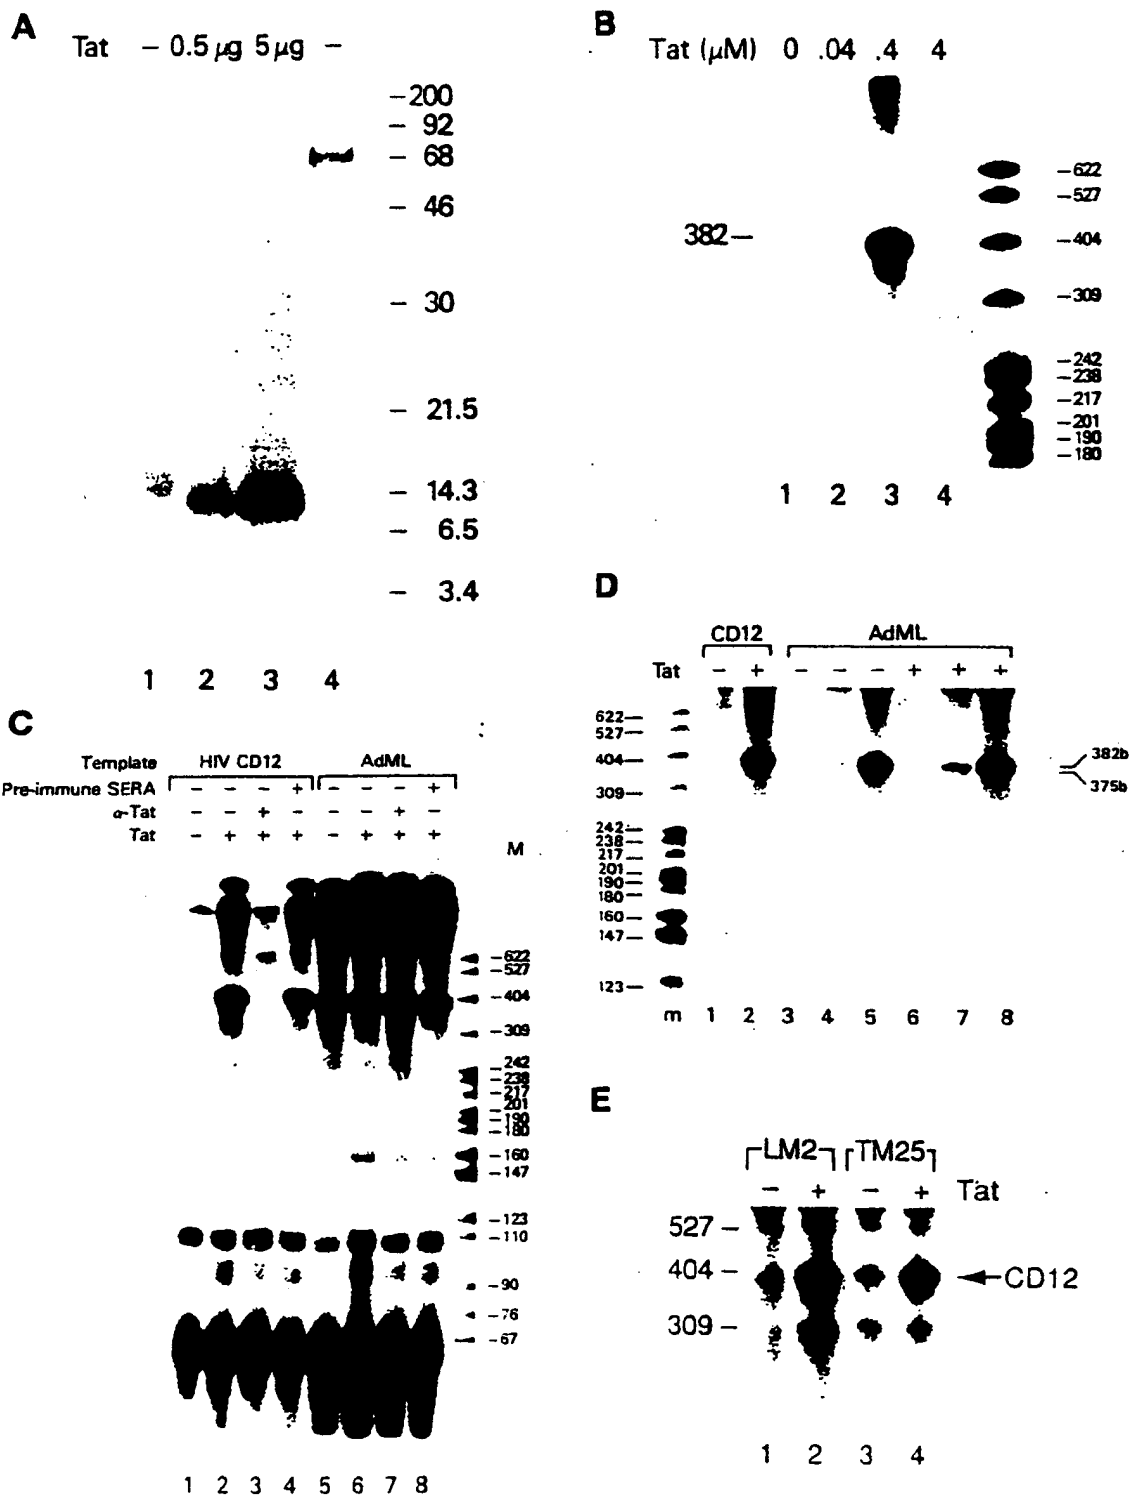 A
Tat – 0.5 µg 5 µg –
– 200
– 92
– 68
– 46
– 30
– 21.5
– 14.3
– 6.5
– 3.4
1 2 3 4
B
Tat (µM) 0 .04 .4 4
382–
–622
–527
–404
–309
–242
–238
–217
–201
–190
–180
1 2 3 4
C
Template HIV CD12 AdML
Pre-immune SERA – – – + – – – +
α-Tat – – + – – – + –
Tat – + + + – + + +
M
–622
–527
–404
–309
–242
–238
–217
–201
–190
–180
–160
–147
–123
–110
–90
–76
–67
1 2 3 4 5 6 7 8
D
CD12 AdML
Tat – + – – – + + +
622–
527–
404–
309–
242–
238–
217–
201–
190–
180–
160–
147–
123–
382b
375b
m 1 2 3 4 5 6 7 8
E
LM2 TM25
– + – + Tat
527 –
404 –
309 –
CD12
1 2 3 4